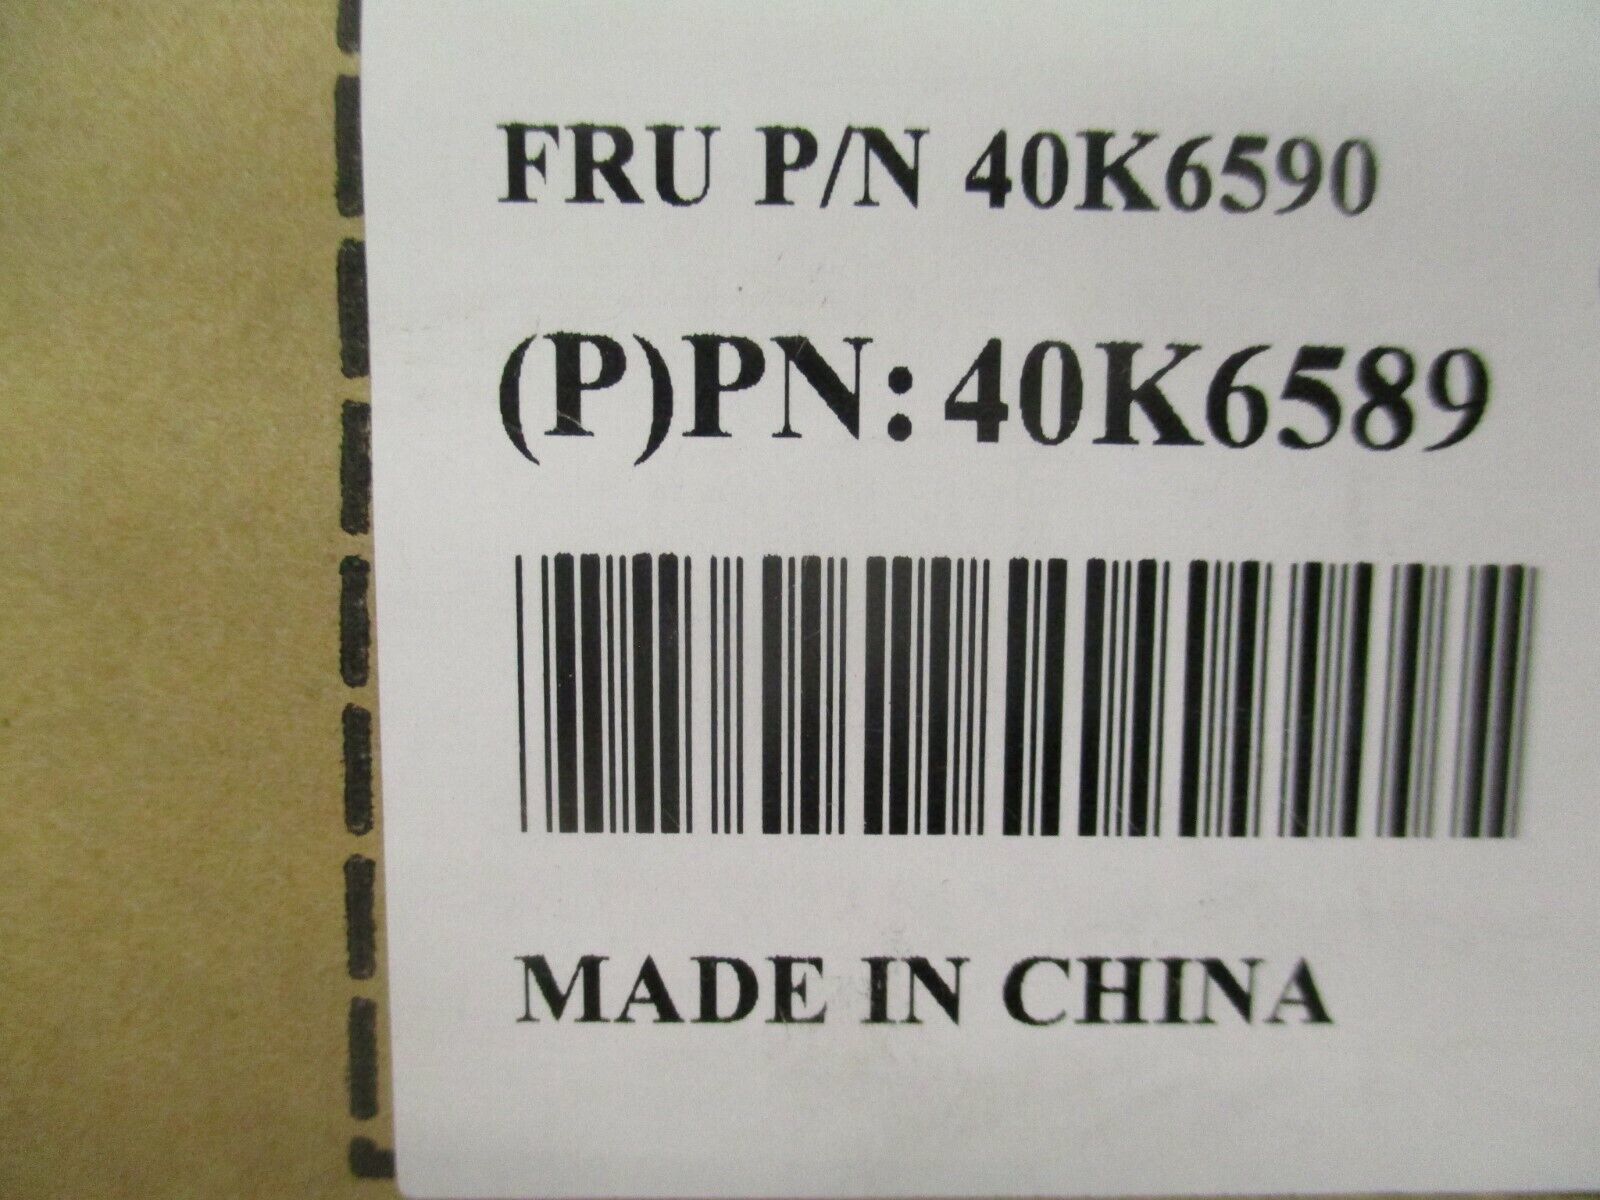 FRU P/N 40K6590
(P)PN: 40K6589
MADE IN CHINA